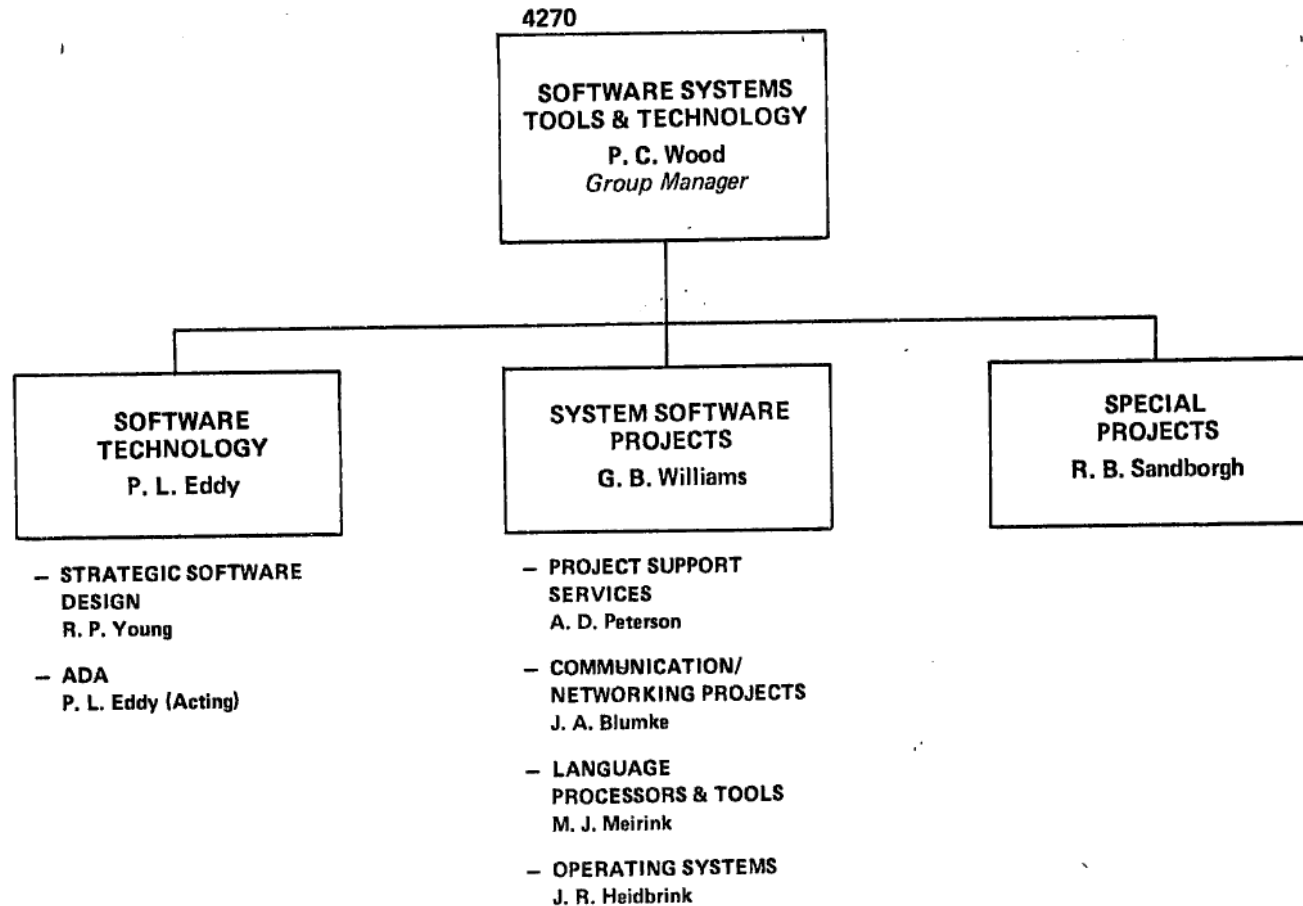 4270
SOFTWARE SYSTEMS
TOOLS & TECHNOLOGY
P. C. Wood
Group Manager
SOFTWARE
TECHNOLOGY
P. L. Eddy
– STRATEGIC SOFTWARE
DESIGN
R. P. Young
– ADA
P. L. Eddy (Acting)
SYSTEM SOFTWARE
PROJECTS
G. B. Williams
– PROJECT SUPPORT
SERVICES
A. D. Peterson
– COMMUNICATION/
NETWORKING PROJECTS
J. A. Blumke
– LANGUAGE
PROCESSORS & TOOLS
M. J. Meirink
– OPERATING SYSTEMS
J. R. Heidbrink
SPECIAL
PROJECTS
R. B. Sandborgh